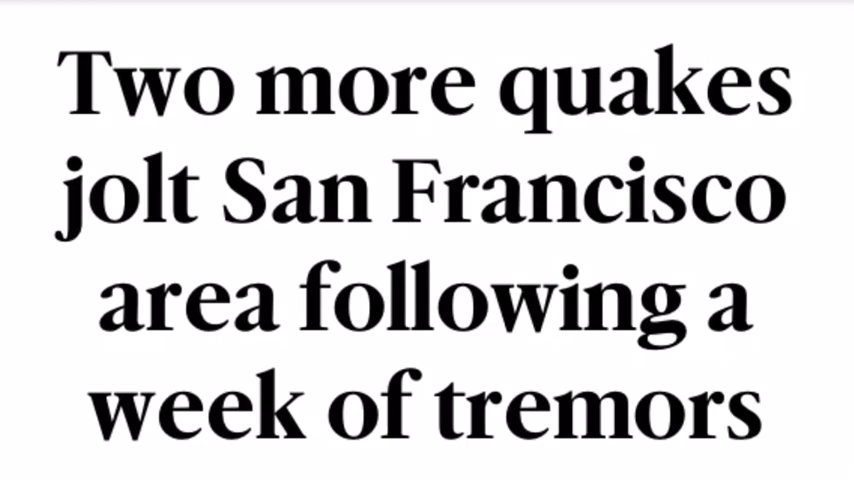 Two more quakes
jolt San Francisco
area following a
week of tremors